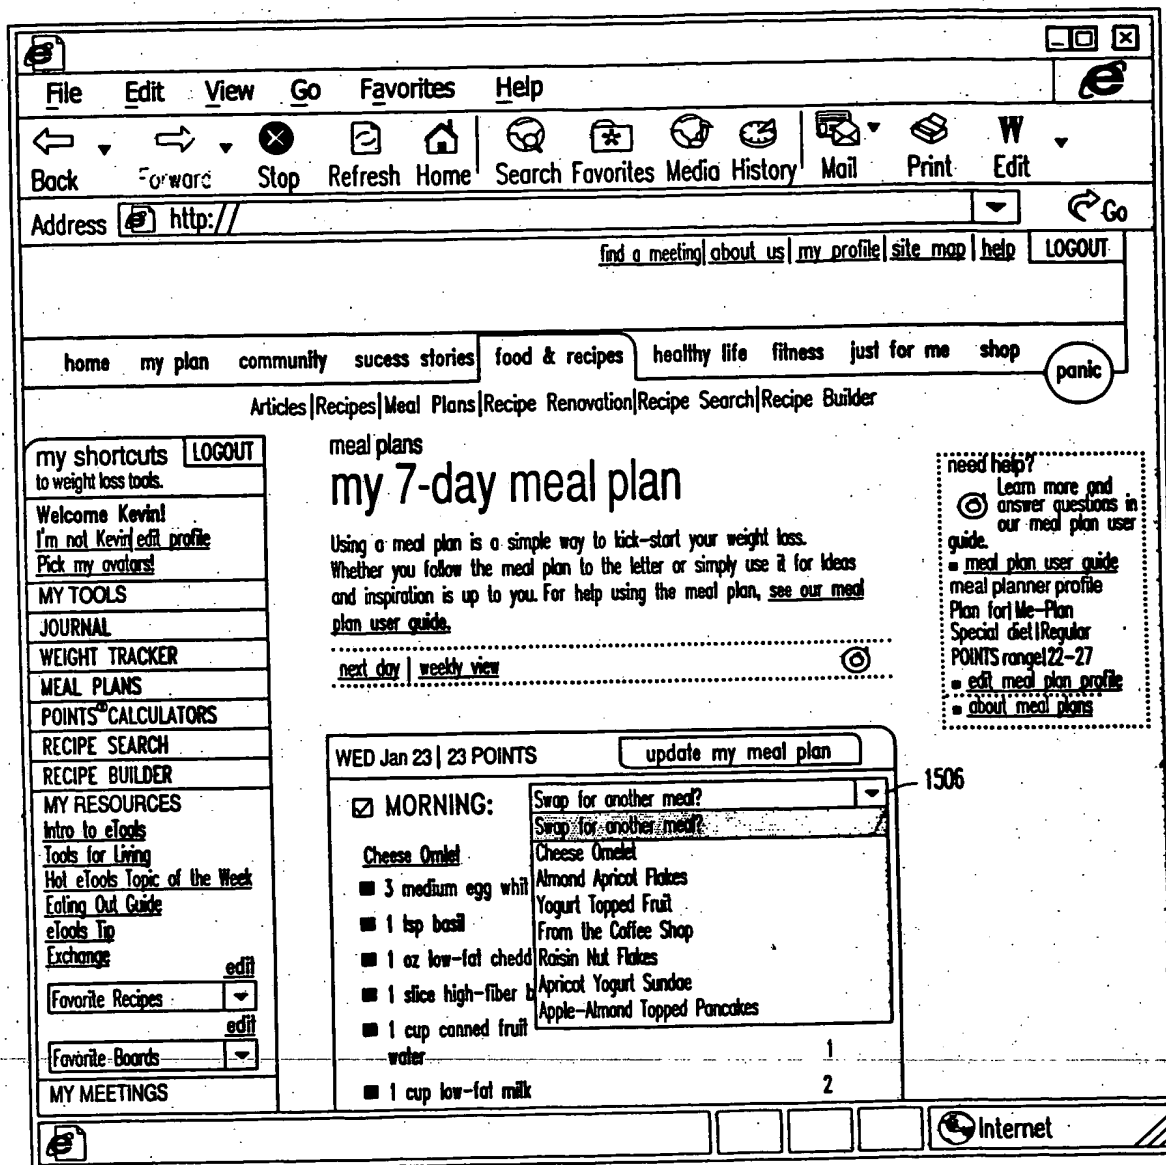 File Edit View Go Favorites Help
Back Forward Stop Refresh Home Search Favorites Media History Mail Print Edit
Address http:// Go
find a meeting| about us| my profile| site map | help LOGOUT
home my plan community sucess stories food & recipes healthy life fitness just for me shop panic
Articles|Recipes|Meal Plans|Recipe Renovation|Recipe Search|Recipe Builder
my shortcuts LOGOUT
to weight loss tools.
Welcome Kevin!
I'm not Kevin| edit profile
Pick my avatars!
MY TOOLS
JOURNAL
WEIGHT TRACKER
MEAL PLANS
POINTS® CALCULATORS
RECIPE SEARCH
RECIPE BUILDER
MY RESOURCES
Intro to eTools
Tools for Living
Hot eTools Topic of the Week
Eating Out Guide
eTools Tip
Exchange
edit
Favorite Recipes
edit
Favorite Boards
MY MEETINGS
meal plans
my 7-day meal plan
Using a meal plan is a simple way to kick-start your weight loss.
Whether you follow the meal plan to the letter or simply use it for ideas
and inspiration is up to you. For help using the meal plan, see our meal
plan user guide.
next day | weekly view
WED Jan 23 | 23 POINTS update my meal plan
MORNING:
Swap for another meal?
Swap for another meal?
Cheese Omelet
Almond Apricot Flakes
Yogurt Topped Fruit
From the Coffee Shop
Raisin Nut Flakes
Apricot Yogurt Sundae
Apple-Almond Topped Pancakes
1506
Cheese Omlet
3 medium egg whit
1 tsp basil
1 oz low-fat chedd
1 slice high-fiber b
1 cup canned fruit
water 1
1 cup low-fat milk 2
need help?
Learn more and
answer questions in
our meal plan user
guide.
meal plan user guide
meal planner profile
Plan for| Me-Plan
Special diet|Regular
POINTS range|22-27
edit meal plan profile
about meal plans
Internet